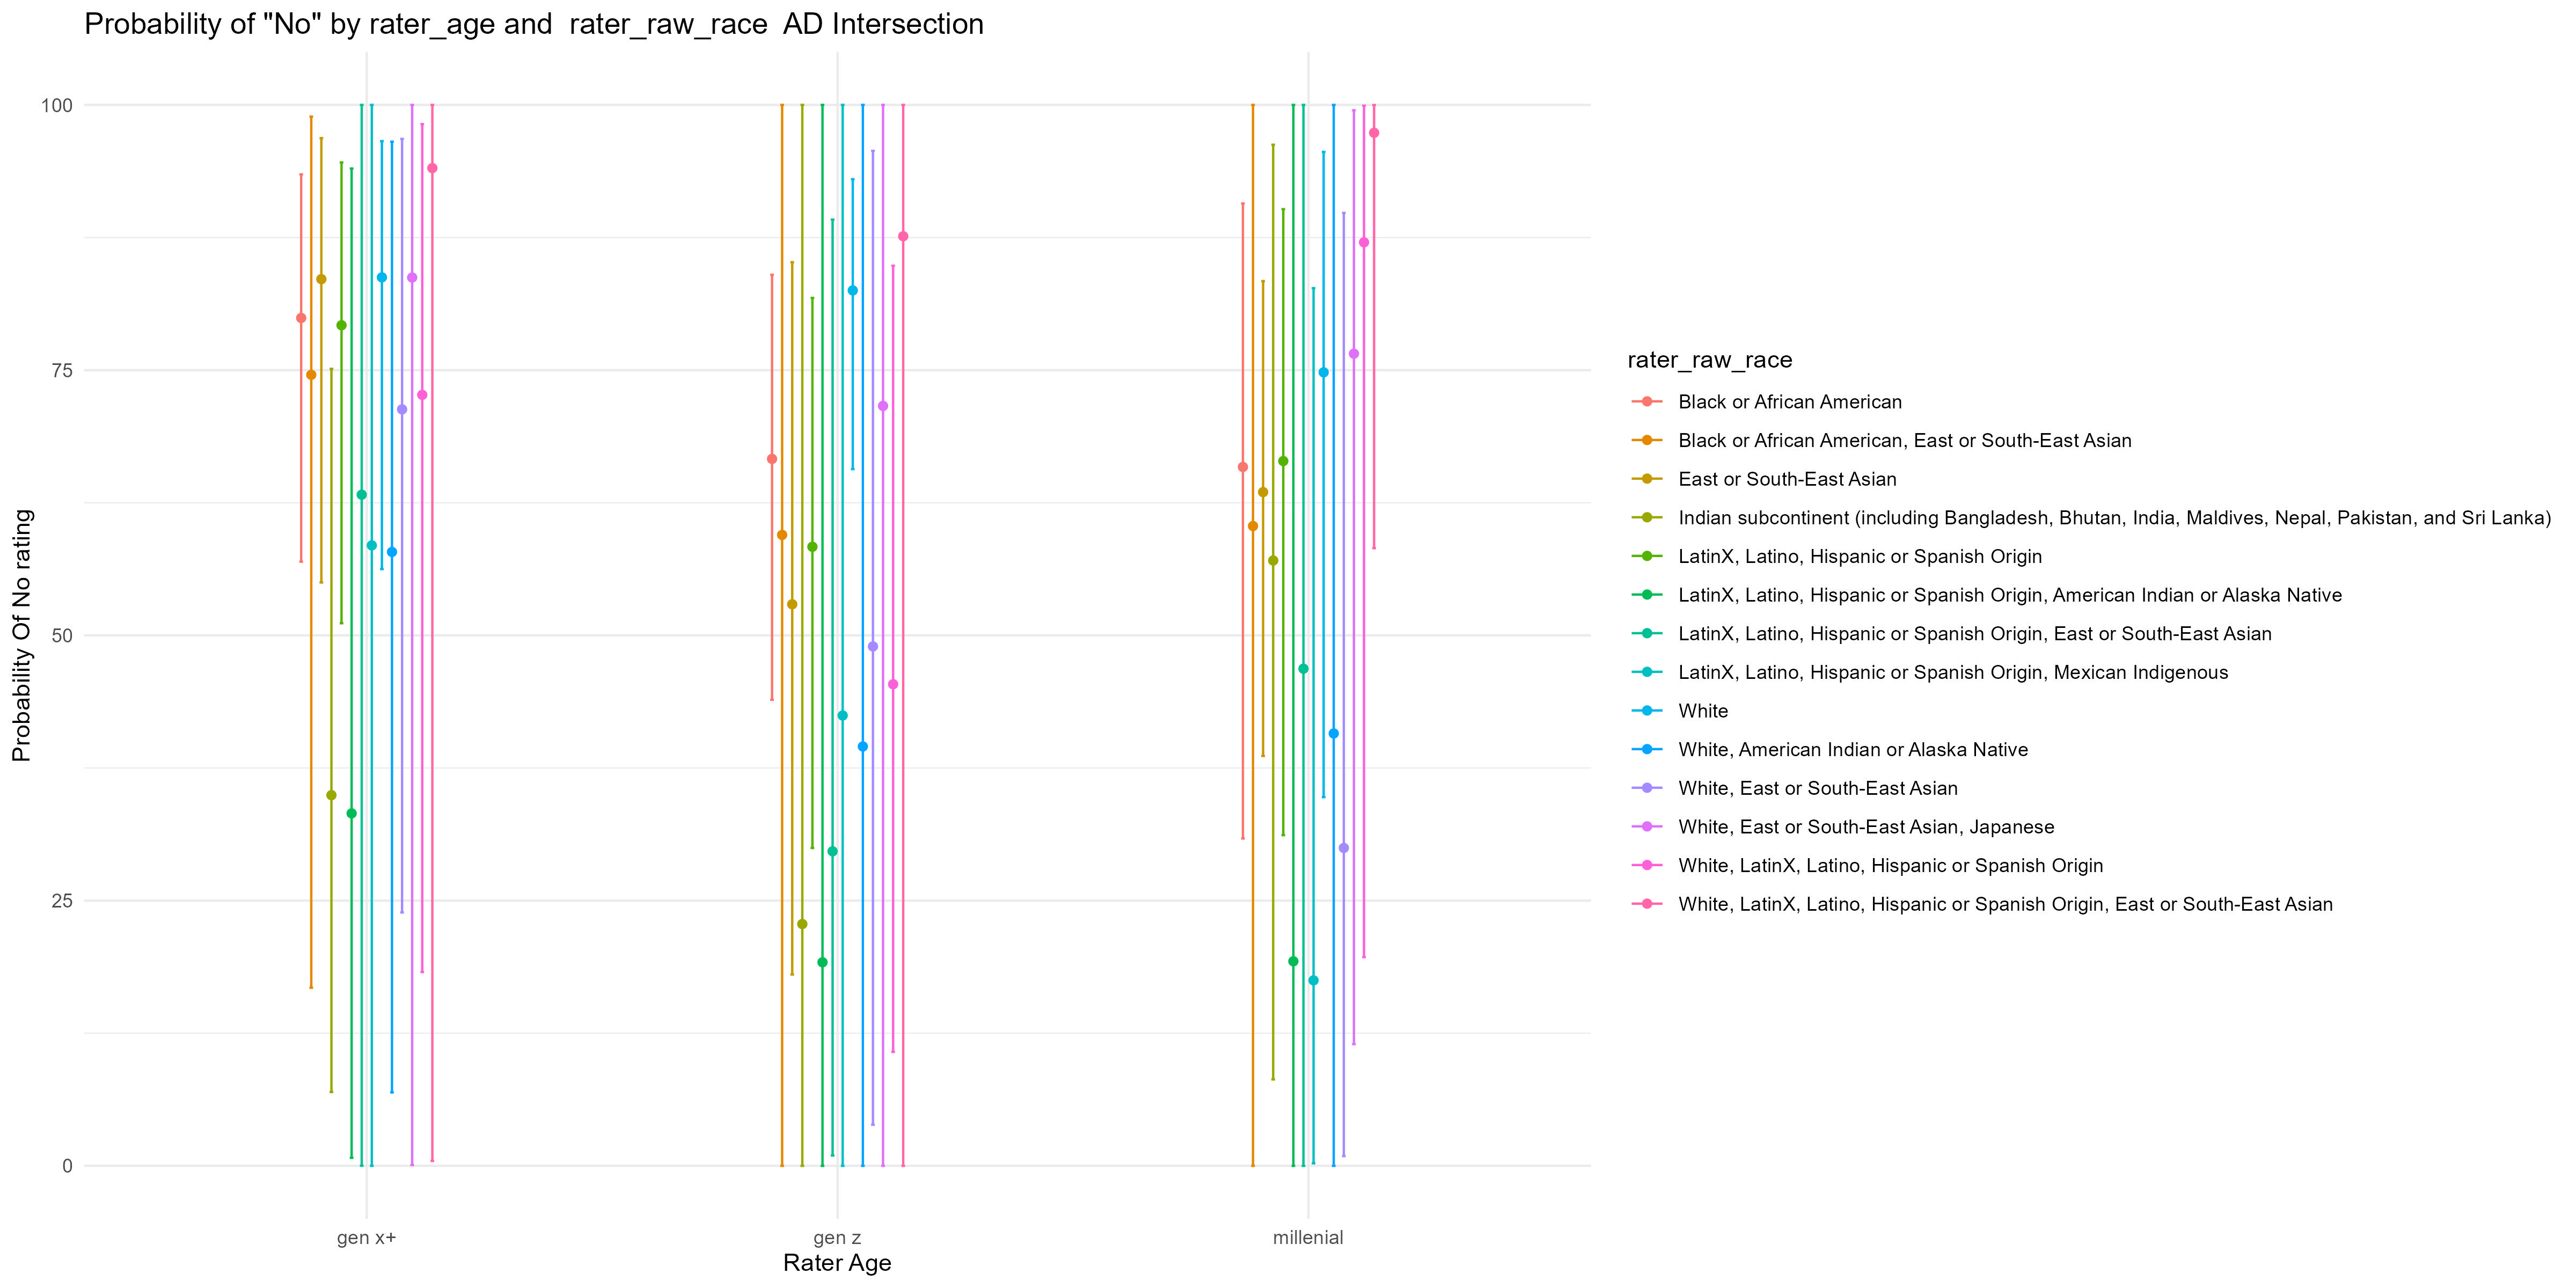 Probability of "No" by rater_age and  rater_raw_race  AD Intersection
Probability Of No rating
100
75
50
25
0
gen x+
gen z
millenial
Rater Age
rater_raw_race
Black or African American
Black or African American, East or South-East Asian
East or South-East Asian
Indian subcontinent (including Bangladesh, Bhutan, India, Maldives, Nepal, Pakistan, and Sri Lanka)
LatinX, Latino, Hispanic or Spanish Origin
LatinX, Latino, Hispanic or Spanish Origin, American Indian or Alaska Native
LatinX, Latino, Hispanic or Spanish Origin, East or South-East Asian
LatinX, Latino, Hispanic or Spanish Origin, Mexican Indigenous
White
White, American Indian or Alaska Native
White, East or South-East Asian
White, East or South-East Asian, Japanese
White, LatinX, Latino, Hispanic or Spanish Origin
White, LatinX, Latino, Hispanic or Spanish Origin, East or South-East Asian